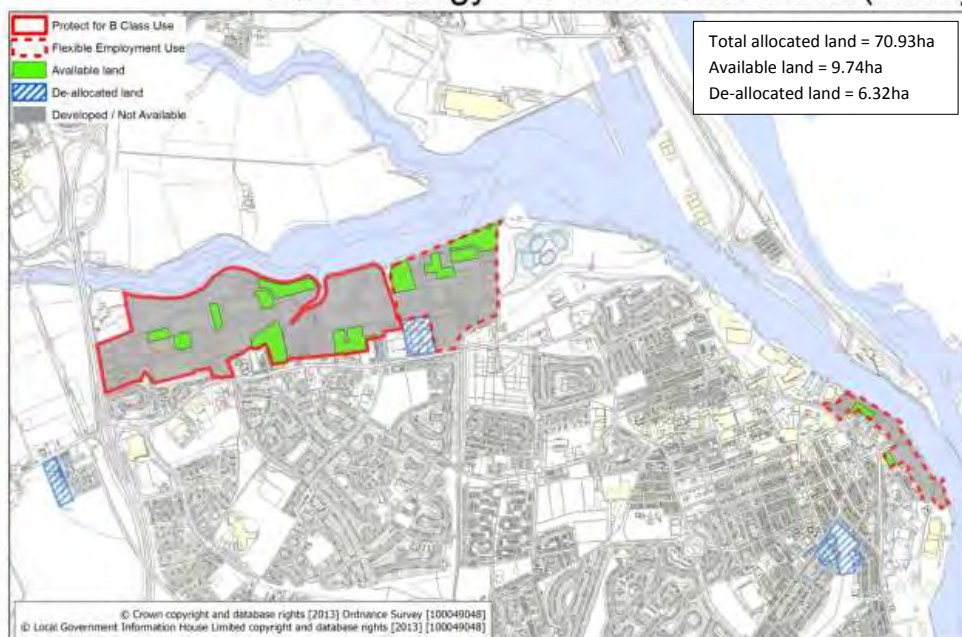 Protect for B Class Use
Flexible Employment Use
Available land
De-allocated land
Developed / Not Available
Total allocated land = 70.93ha
Available land = 9.74ha
De-allocated land = 6.32ha
© Crown copyright and database rights [2013] Ordnance Survey [100049048]
© Local Government Information House Limited copyright and database rights [2013] [100049048]